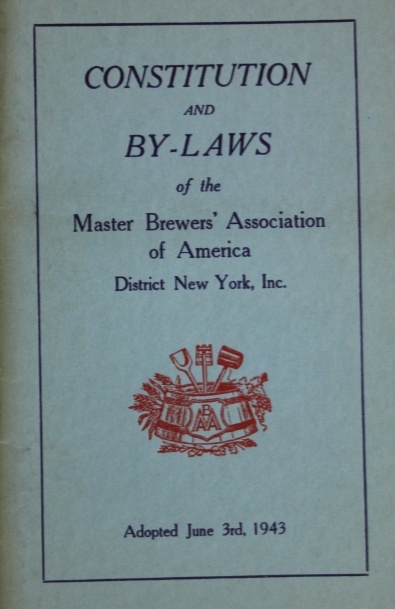 CONSTITUTION
AND
BY-LAWS
of the
Master Brewers' Association
of America
District New York, Inc.
Adopted June 3rd, 1943